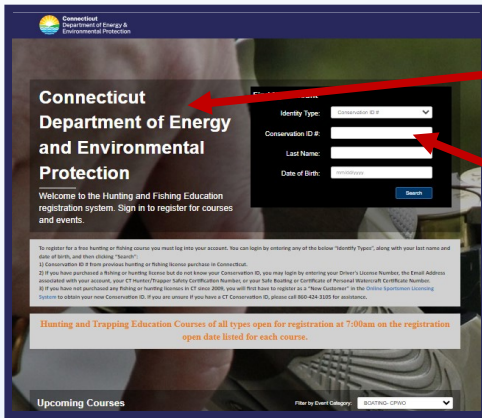 Connecticut
Department of Energy &
Environmental Protection
Connecticut
Department of Energy
and Environmental
Protection
Welcome to the Hunting and Fishing Education
registration system. Sign in to register for courses
and events.
Identity Type:
Conservation ID #
Conservation ID #:
Last Name:
Date of Birth:
mm/dd/yyyy
Search
To register for a free hunting or fishing course you must log into your account. You can login by entering any of the below "Identify Types", along with your last name and
date of birth, and then clicking "Search":
1) Conservation ID # from previous hunting or fishing license purchase in Connecticut.
2) If you have purchased a fishing or hunting license but do not know your Conservation ID, you may login by entering your Driver's License Number, the Email Address
associated with your account, your CT Hunter/Trapper Safety Certification Number, or your Safe Boating or Certificate of Personal Watercraft Certificate Number.
3) If you have not purchased any fishing or hunting licenses in CT since 2009, you will first have to register as a "New Customer" in the Online Sportsmen Licensing
System to obtain your new Conservation ID. If you are unsure if you have a CT Conservation ID, please call 860-424-3105 for assistance.
Hunting and Trapping Education Courses of all types open for registration at 7:00am on the registration
open date listed for each course.
Upcoming Courses
Filter by Event Category:
BOATING- CPWO